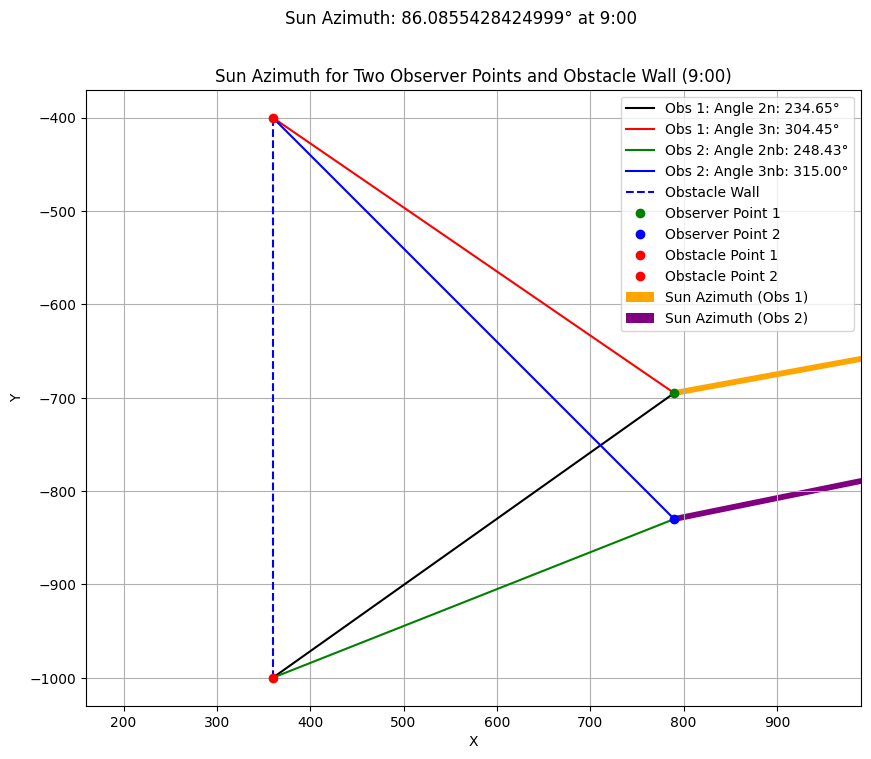 Sun Azimuth: 86.0855428424999° at 9:00
Sun Azimuth for Two Observer Points and Obstacle Wall (9:00)
Obs 1: Angle 2n: 234.65°
Obs 1: Angle 3n: 304.45°
Obs 2: Angle 2nb: 248.43°
Obs 2: Angle 3nb: 315.00°
Obstacle Wall
Observer Point 1
Observer Point 2
Obstacle Point 1
Obstacle Point 2
Sun Azimuth (Obs 1)
Sun Azimuth (Obs 2)
Y
−400
−500
−600
−700
−800
−900
−1000
200 300 400 500 600 700 800 900
X